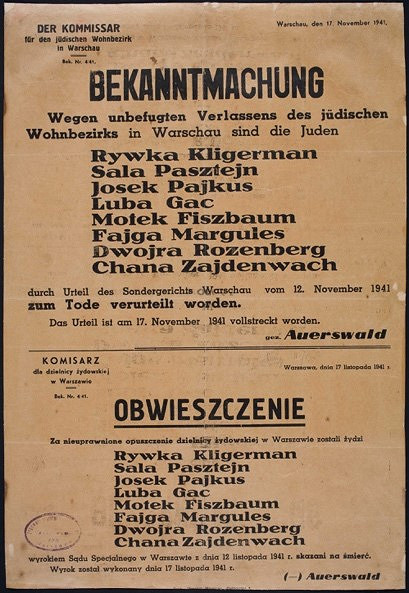 DER KOMMISSAR
für den jüdischen Wohnbezirk
in Warschau
Bek. Nr. 4/41.
Warschau, den 17. November 1941.
BEKANNTMACHUNG
Wegen unbefugten Verlassens des jüdischen
Wohnbezirks in Warschau sind die Juden
Rywka Kligerman
Sala Pasztejn
Josek Pajkus
Luba Gac
Motek Fiszbaum
Fajga Margules
Dwojra Rozenberg
Chana Zajdenwach
durch Urteil des Sondergerichts Warschau vom 12. November 1941
zum Tode verurteilt worden.
Das Urteil ist am 17. November 1941 vollstreckt worden.
gez. Auerswald
KOMISARZ
dla dzielnicy żydowskiej
w Warszawie
Bek. Nr. 4/41.
Warszawa, dnia 17 listopada 1941 r.
OBWIESZCZENIE
Za nieuprawnione opuszczenie dzielnicy żydowskiej w Warszawie zostali żydzi
Rywka Kligerman
Sala Pasztejn
Josek Pajkus
Luba Gac
Motek Fiszbaum
Fajga Margules
Dwojra Rozenberg
Chana Zajdenwach
wyrokiem Sądu Specjalnego w Warszawie z dnia 12 listopada 1941 r. skazani na śmierć.
Wyrok został wykonany dnia 17 listopada 1941 r.
(—) Auerswald